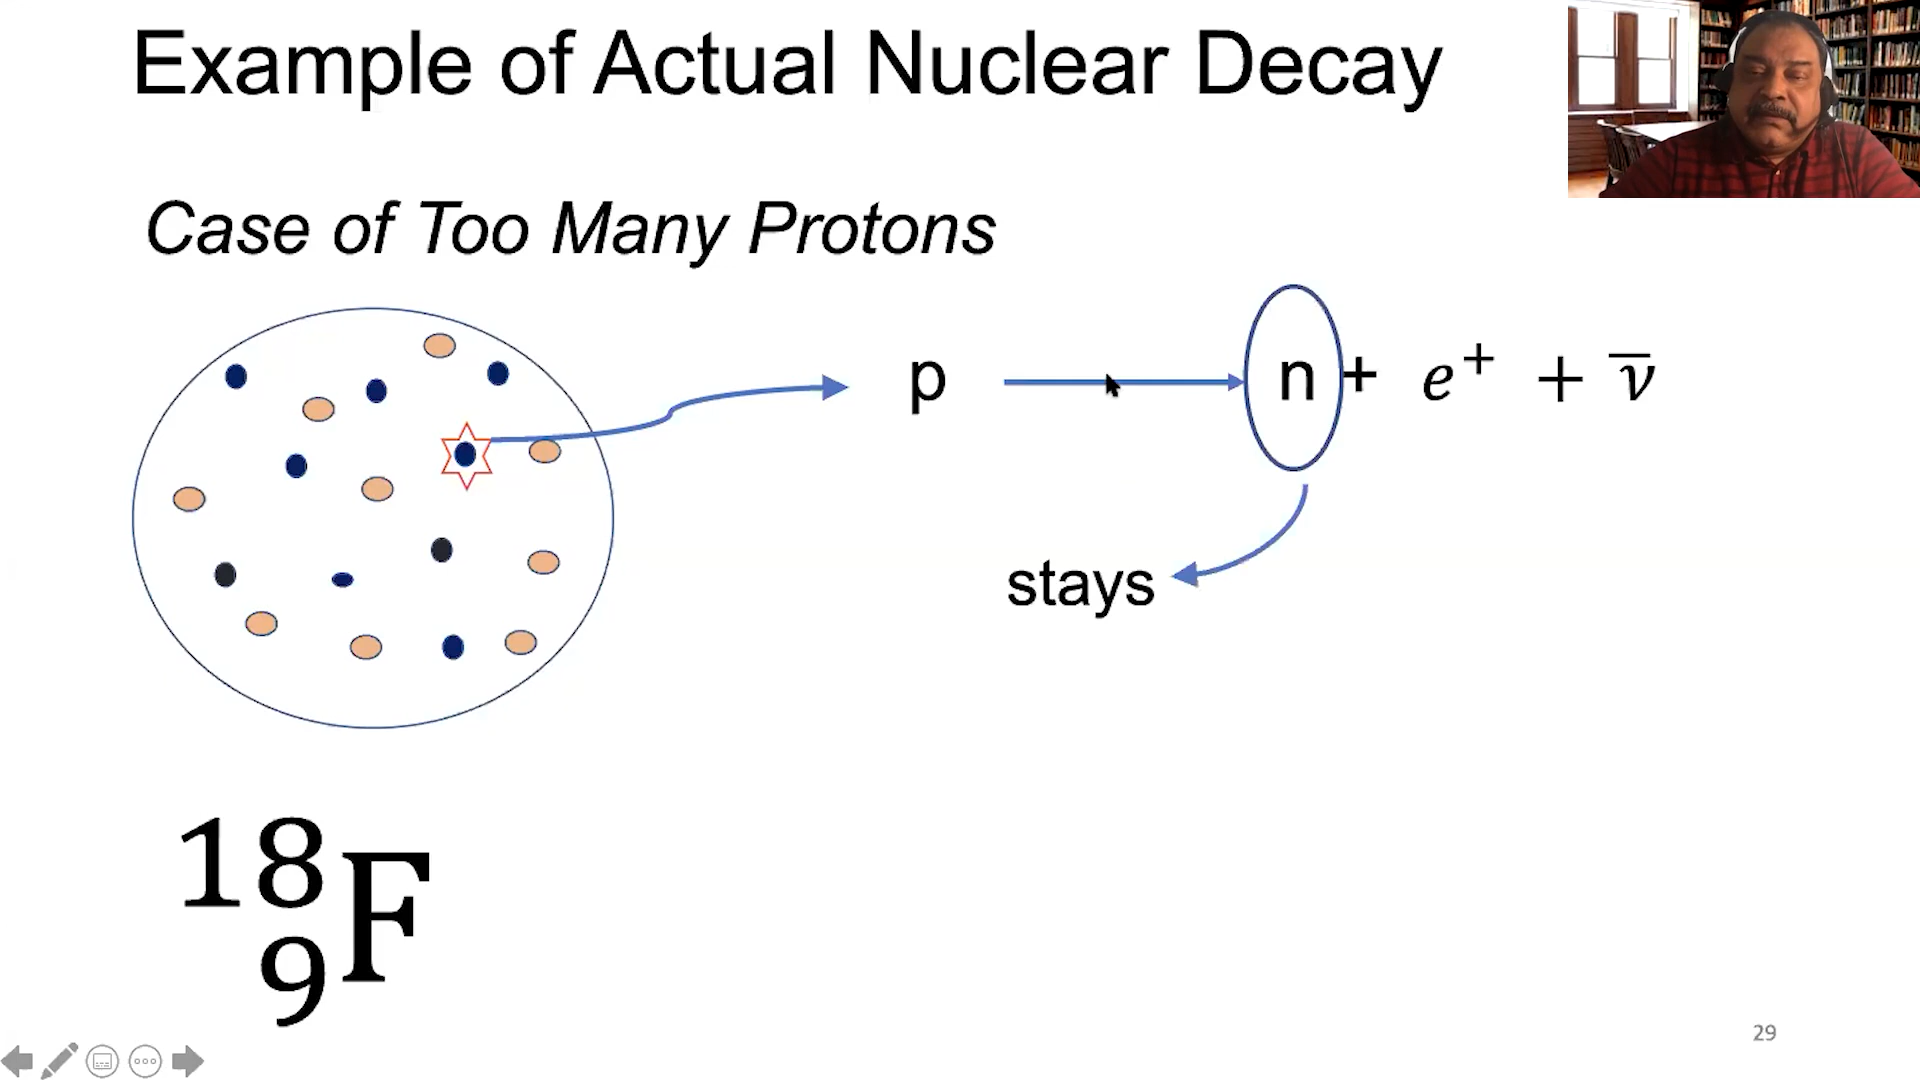 Example of Actual Nuclear Decay
Case of Too Many Protons
p n + e⁺ + ν̅
stays
¹⁸₉F
29